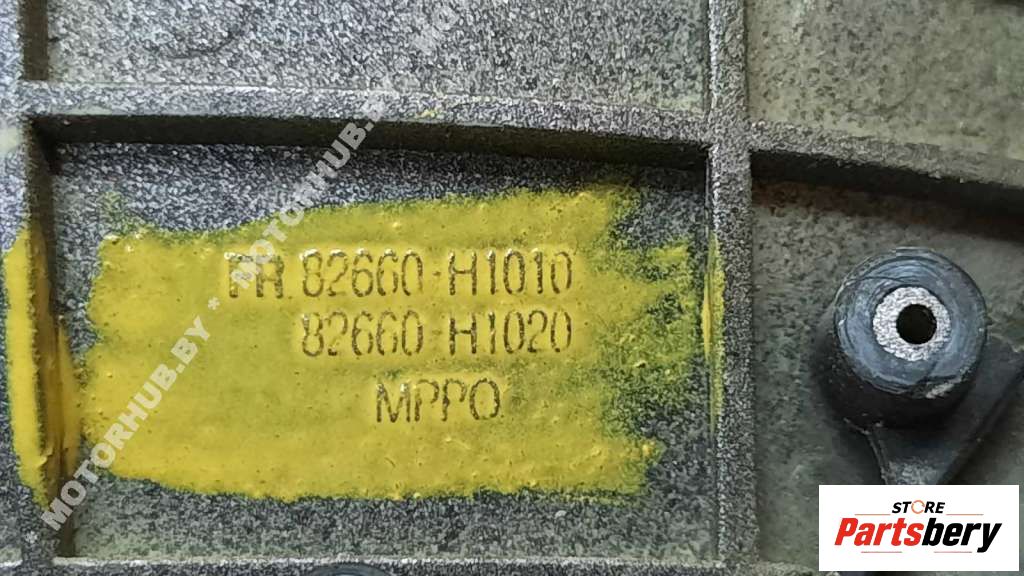 FR. 82660-H1010
82660-H1020
MPPO
MOTORHUB.BY * MOTORHUB.BY
STORE
Partsbery